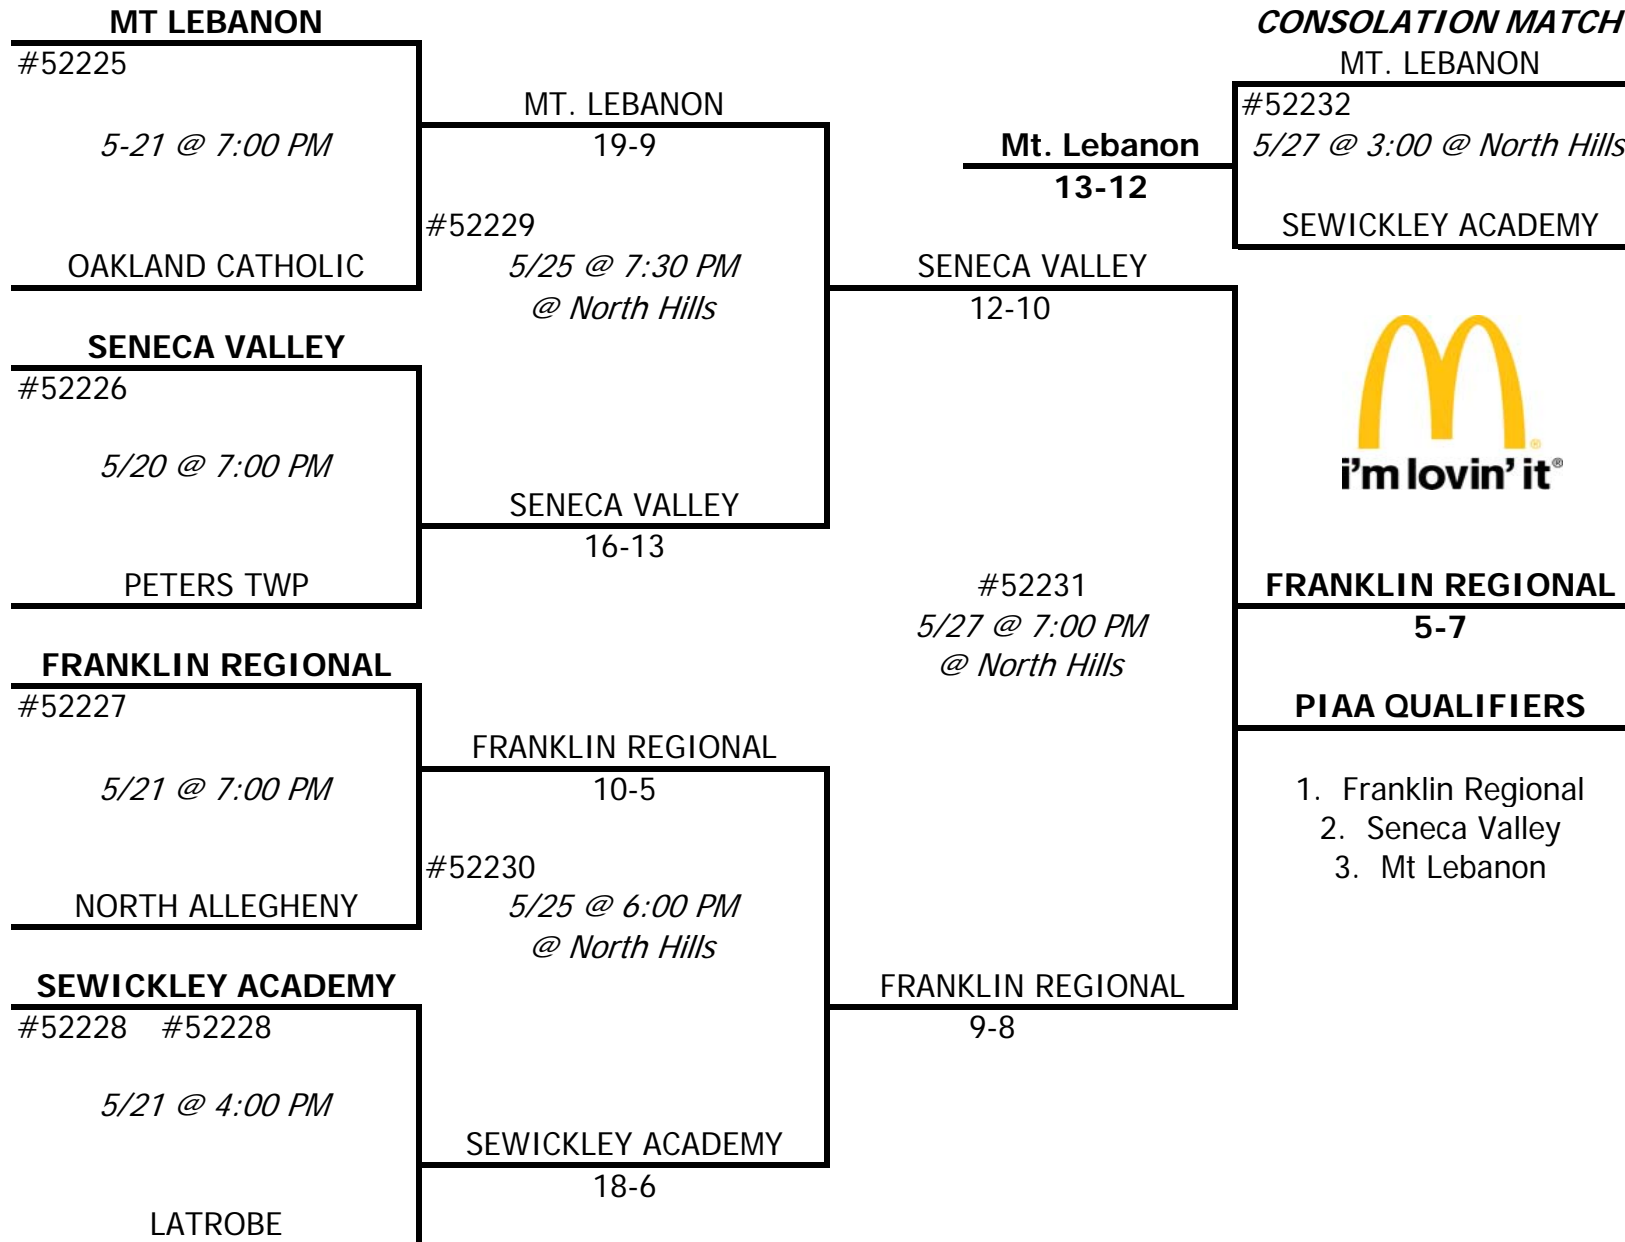 MT LEBANON
#52225
5-21 @ 7:00 PM
OAKLAND CATHOLIC
SENECA VALLEY
#52226
5/20 @ 7:00 PM
PETERS TWP
FRANKLIN REGIONAL
#52227
5/21 @ 7:00 PM
NORTH ALLEGHENY
SEWICKLEY ACADEMY
#52228 #52228
5/21 @ 4:00 PM
LATROBE
MT. LEBANON
19-9
#52229
5/25 @ 7:30 PM
@ North Hills
SENECA VALLEY
16-13
FRANKLIN REGIONAL
10-5
#52230
5/25 @ 6:00 PM
@ North Hills
SEWICKLEY ACADEMY
18-6
Mt. Lebanon
13-12
SENECA VALLEY
12-10
#52231
5/27 @ 7:00 PM
@ North Hills
FRANKLIN REGIONAL
9-8
CONSOLATION MATCH
MT. LEBANON
#52232
5/27 @ 3:00 @ North Hills
SEWICKLEY ACADEMY
i'm lovin' it®
FRANKLIN REGIONAL
5-7
PIAA QUALIFIERS
1. Franklin Regional
2. Seneca Valley
3. Mt Lebanon